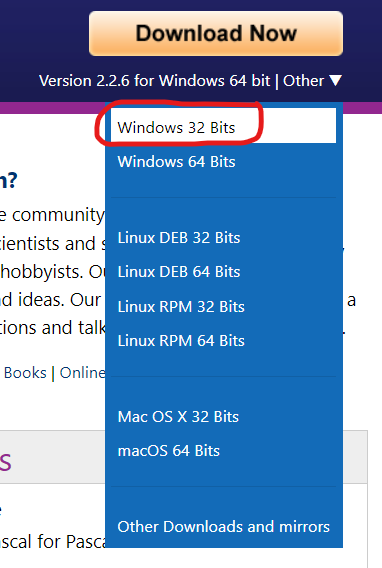 Download Now
Version 2.2.6 for Windows 64 bit | Other ▼
Windows 32 Bits
?
Windows 64 Bits
e community
cientists and s
Linux DEB 32 Bits
hobbyists. Ou
Linux DEB 64 Bits
nd ideas. Our
a
Linux RPM 32 Bits
tions and talk
Linux RPM 64 Bits
Books | Online
Mac OS X 32 Bits
macOS 64 Bits
s
Other Downloads and mirrors
ascal for Pasca